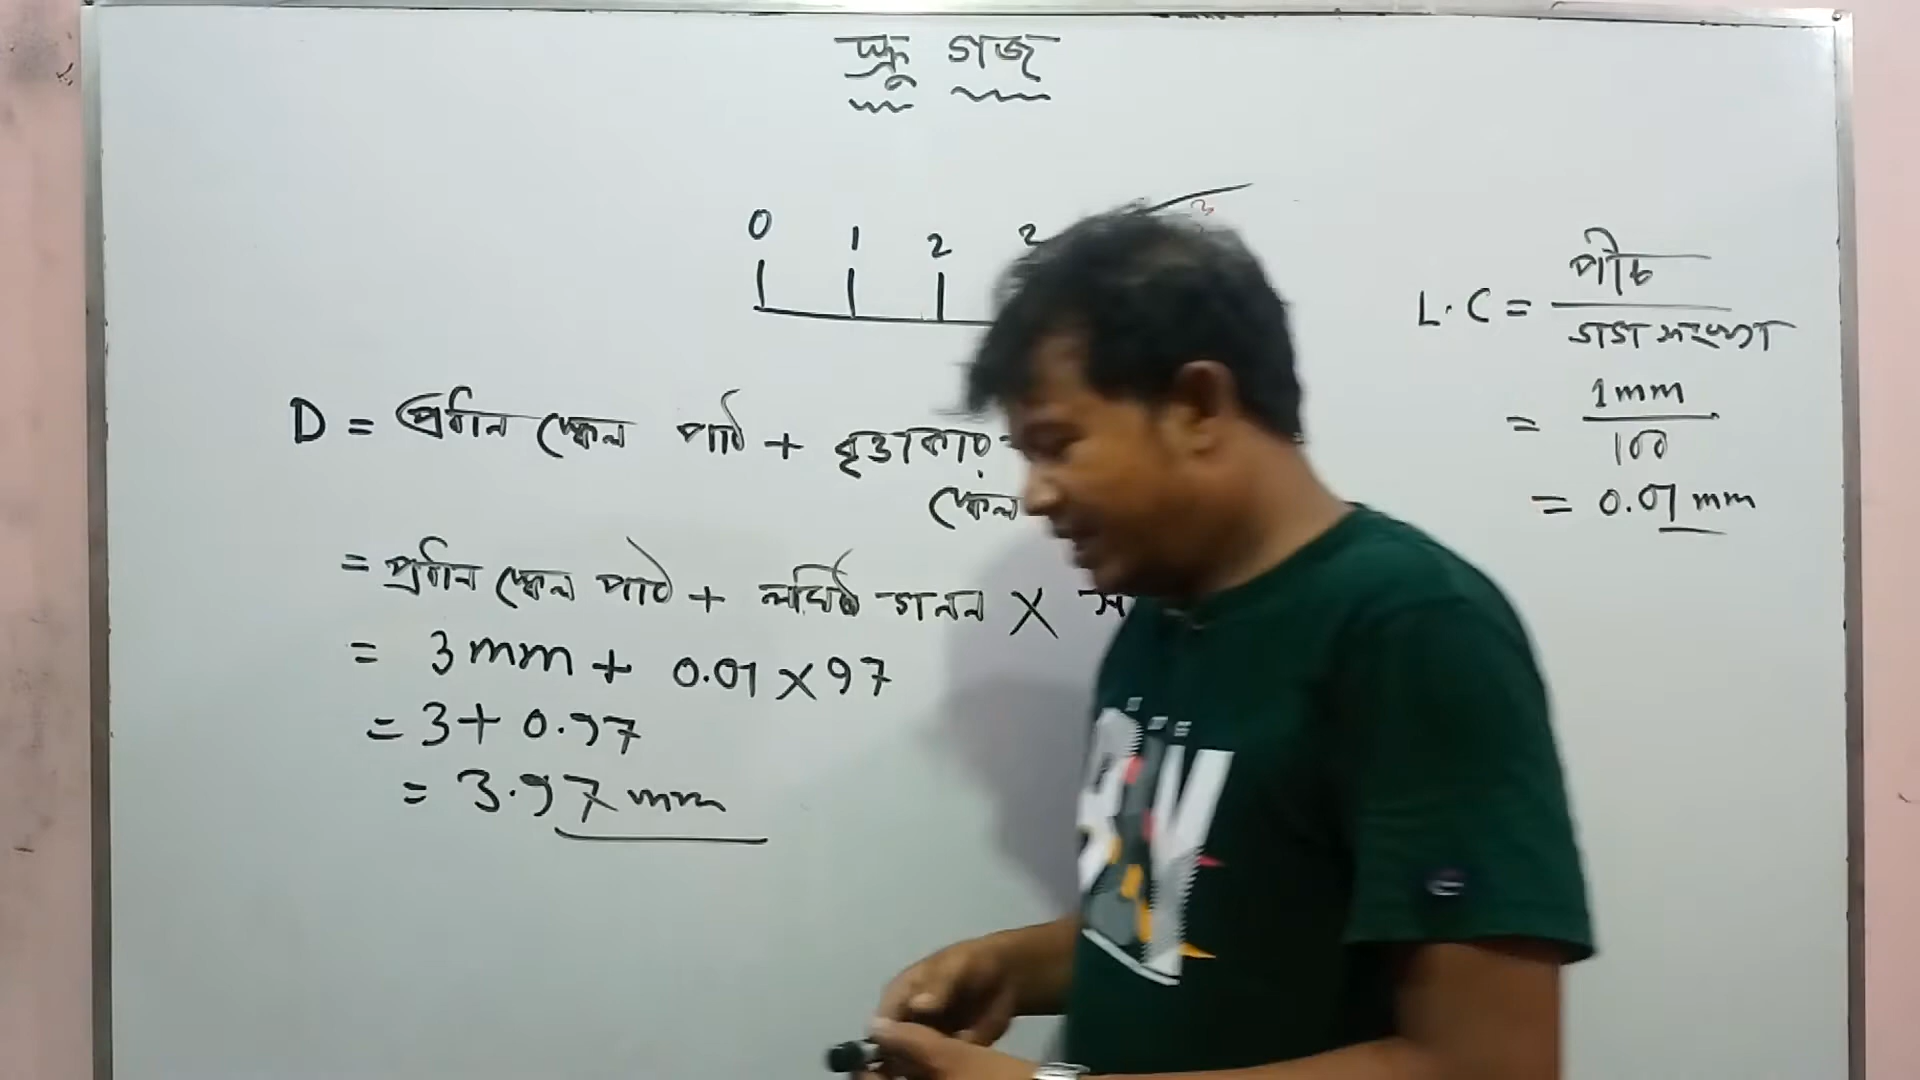 স্ক্রু গজ
0 1 2
L.C = পীচ
ভাগ সংখ্যা
= 1mm
100
= 0.01 mm
D = প্রধান স্কেল পাঠ + বৃত্তাকার
স্কেল
= প্রধান স্কেল পাঠ + লঘিষ্ঠ গনন X
= 3mm + 0.01 X 97
= 3 + 0.97
= 3.97 mm